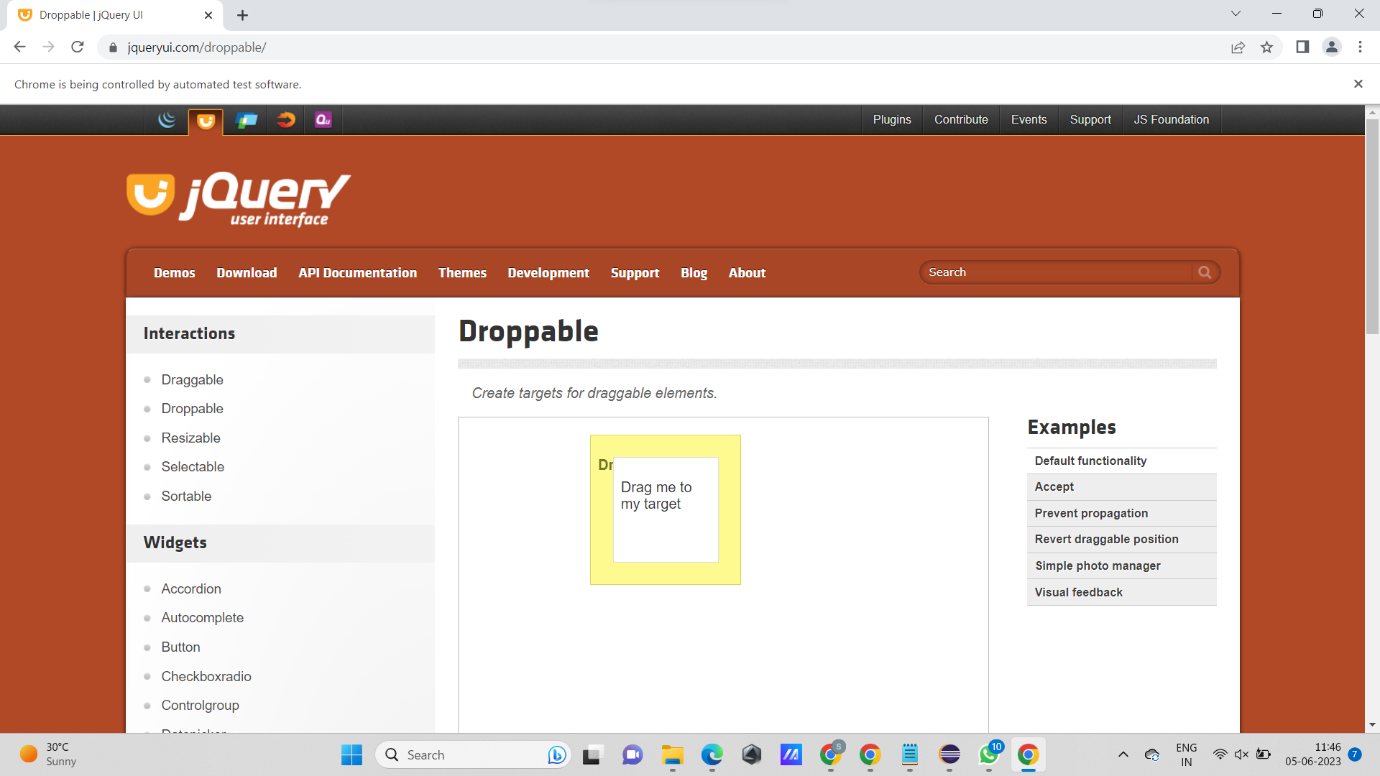 Droppable | jQuery UI
jqueryui.com/droppable/
Chrome is being controlled by automated test software.
Qu
Plugins
Contribute
Events
Support
JS Foundation
jQuery
user interface
Demos
Download
API Documentation
Themes
Development
Support
Blog
About
Search
Interactions
Draggable
Droppable
Resizable
Selectable
Sortable
Widgets
Accordion
Autocomplete
Button
Checkboxradio
Controlgroup
Droppable
Create targets for draggable elements.
Dr
Drag me to
my target
Examples
Default functionality
Accept
Prevent propagation
Revert draggable position
Simple photo manager
Visual feedback
30°C
Sunny
Search
S
10
ENG
IN
11:46
05-06-2023
7